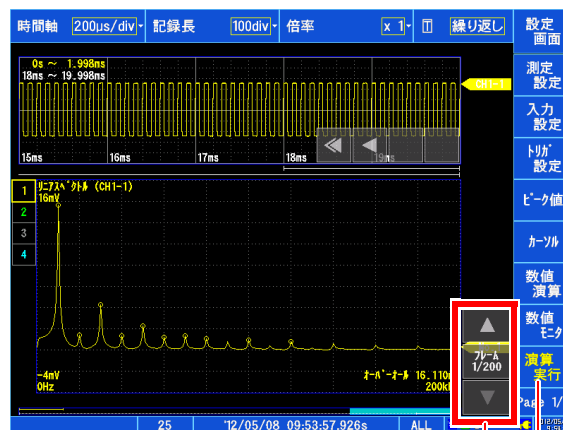 時間軸 200μs/div 記録長 100div 倍率 x 1 繰り返し
設定画面
0s ～ 1.998ms
18ms ～ 19.998ms
CH1-1
測定設定
入力設定
15ms 16ms 17ms 18ms 19ms
トリガ設定
1 リニアスペクトル (CH1-1)
16mV
ピーク値
2
3
カーソル
4
数値演算
数値モニタ
フレーム
1/200
演算実行
-4mV オーバーオール 16.110m
0Hz 200k
Page 1/
25 '12/05/08 09:53:57.926s ALL